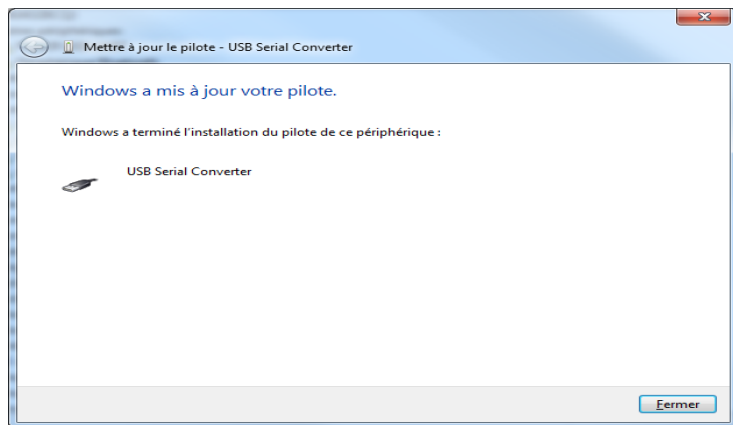 Mettre à jour le pilote - USB Serial Converter
Windows a mis à jour votre pilote.
Windows a terminé l'installation du pilote de ce périphérique :
USB Serial Converter
Fermer